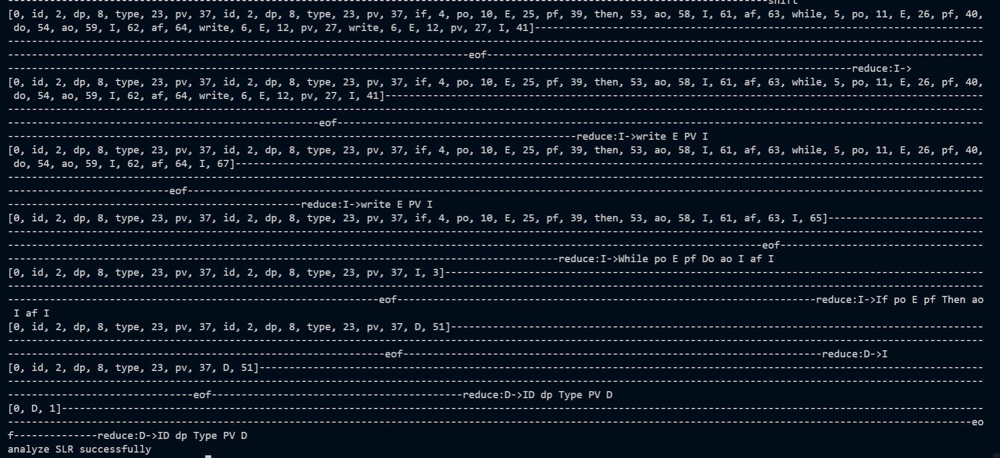 shift
[0, id, 2, dp, 8, type, 23, pv, 37, id, 2, dp, 8, type, 23, pv, 37, if, 4, po, 10, E, 25, pf, 39, then, 53, ao, 58, I, 61, af, 63, while, 5, po, 11, E, 26, pf, 40,
do, 54, ao, 59, I, 62, af, 64, write, 6, E, 12, pv, 27, write, 6, E, 12, pv, 27, I, 41]----------
----------eof----------
----------reduce:I->
[0, id, 2, dp, 8, type, 23, pv, 37, id, 2, dp, 8, type, 23, pv, 37, if, 4, po, 10, E, 25, pf, 39, then, 53, ao, 58, I, 61, af, 63, while, 5, po, 11, E, 26, pf, 40,
do, 54, ao, 59, I, 62, af, 64, write, 6, E, 12, pv, 27, I, 41]----------
----------eof----------
----------reduce:I->write E PV I
[0, id, 2, dp, 8, type, 23, pv, 37, id, 2, dp, 8, type, 23, pv, 37, if, 4, po, 10, E, 25, pf, 39, then, 53, ao, 58, I, 61, af, 63, while, 5, po, 11, E, 26, pf, 40,
do, 54, ao, 59, I, 62, af, 64, I, 67]----------
----------eof----------
----------reduce:I->write E PV I
[0, id, 2, dp, 8, type, 23, pv, 37, id, 2, dp, 8, type, 23, pv, 37, if, 4, po, 10, E, 25, pf, 39, then, 53, ao, 58, I, 61, af, 63, I, 65]----------
----------eof----------
----------reduce:I->While po E pf Do ao I af I
[0, id, 2, dp, 8, type, 23, pv, 37, id, 2, dp, 8, type, 23, pv, 37, I, 3]----------
----------eof----------reduce:I->If po E pf Then ao
I af I
[0, id, 2, dp, 8, type, 23, pv, 37, id, 2, dp, 8, type, 23, pv, 37, D, 51]----------
----------eof----------reduce:D->I
[0, id, 2, dp, 8, type, 23, pv, 37, D, 51]----------
----------eof----------reduce:D->ID dp Type PV D
[0, D, 1]----------
----------eo
f--------------reduce:D->ID dp Type PV D
analyze SLR successfully